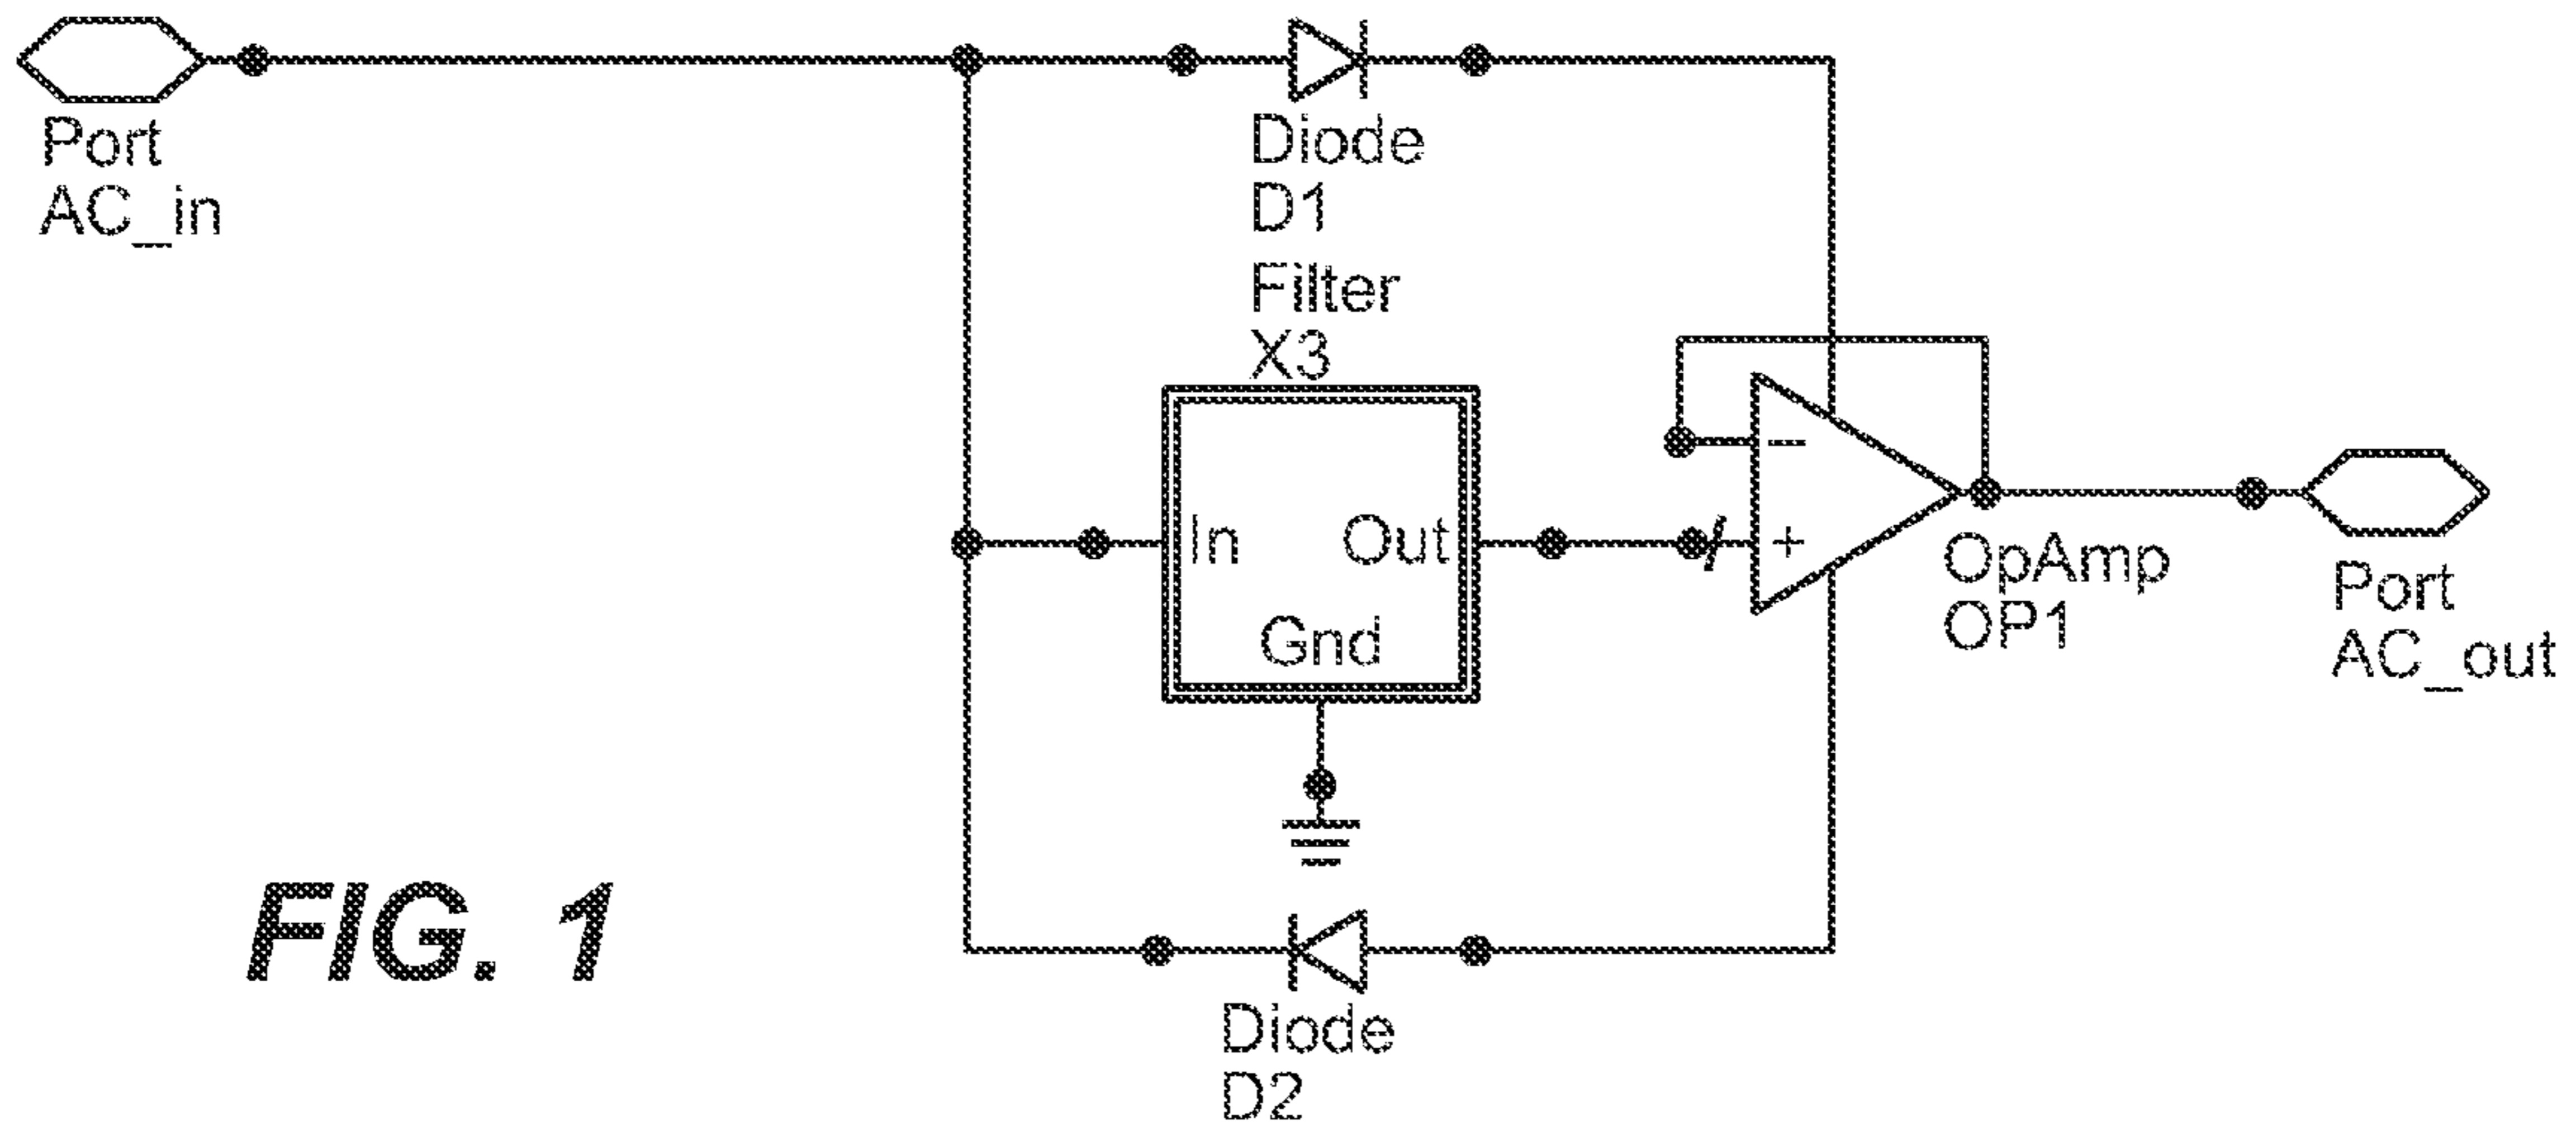 Port
AC_in
Diode
D1
Filter
X3
In
Out
Gnd
−
+
OpAmp
OP1
Port
AC_out
Diode
D2
FIG. 1